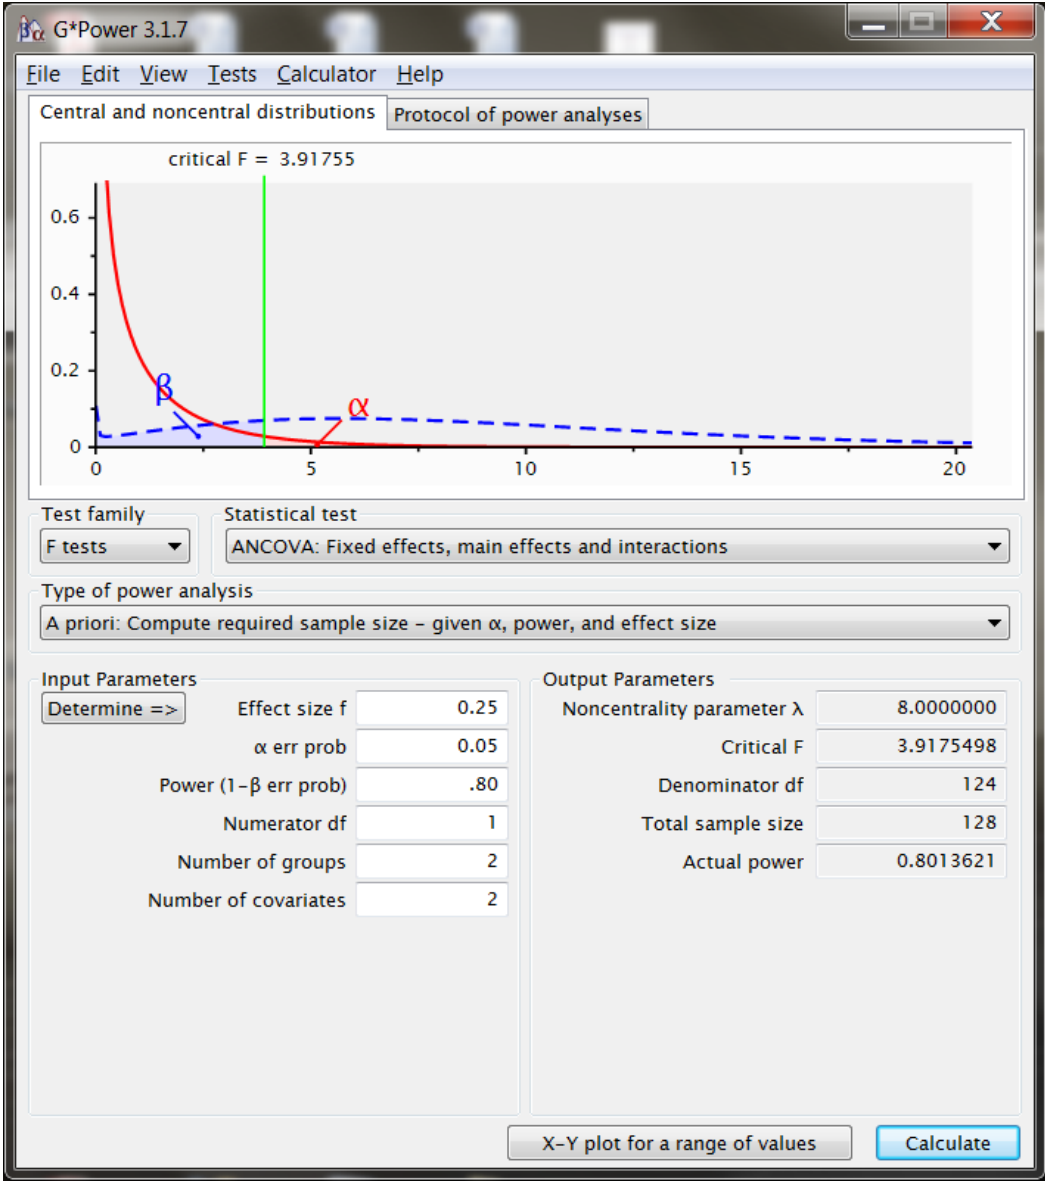 βα G*Power 3.1.7
File Edit View Tests Calculator Help
Central and noncentral distributions Protocol of power analyses
critical F = 3.91755
0.6
0.4
0.2
0
β
α
0 5 10 15 20
Test family Statistical test
F tests ANCOVA: Fixed effects, main effects and interactions
Type of power analysis
A priori: Compute required sample size – given α, power, and effect size
Input Parameters Output Parameters
Determine => Effect size f 0.25 Noncentrality parameter λ 8.0000000
α err prob 0.05 Critical F 3.9175498
Power (1-β err prob) .80 Denominator df 124
Numerator df 1 Total sample size 128
Number of groups 2 Actual power 0.8013621
Number of covariates 2
X-Y plot for a range of values Calculate